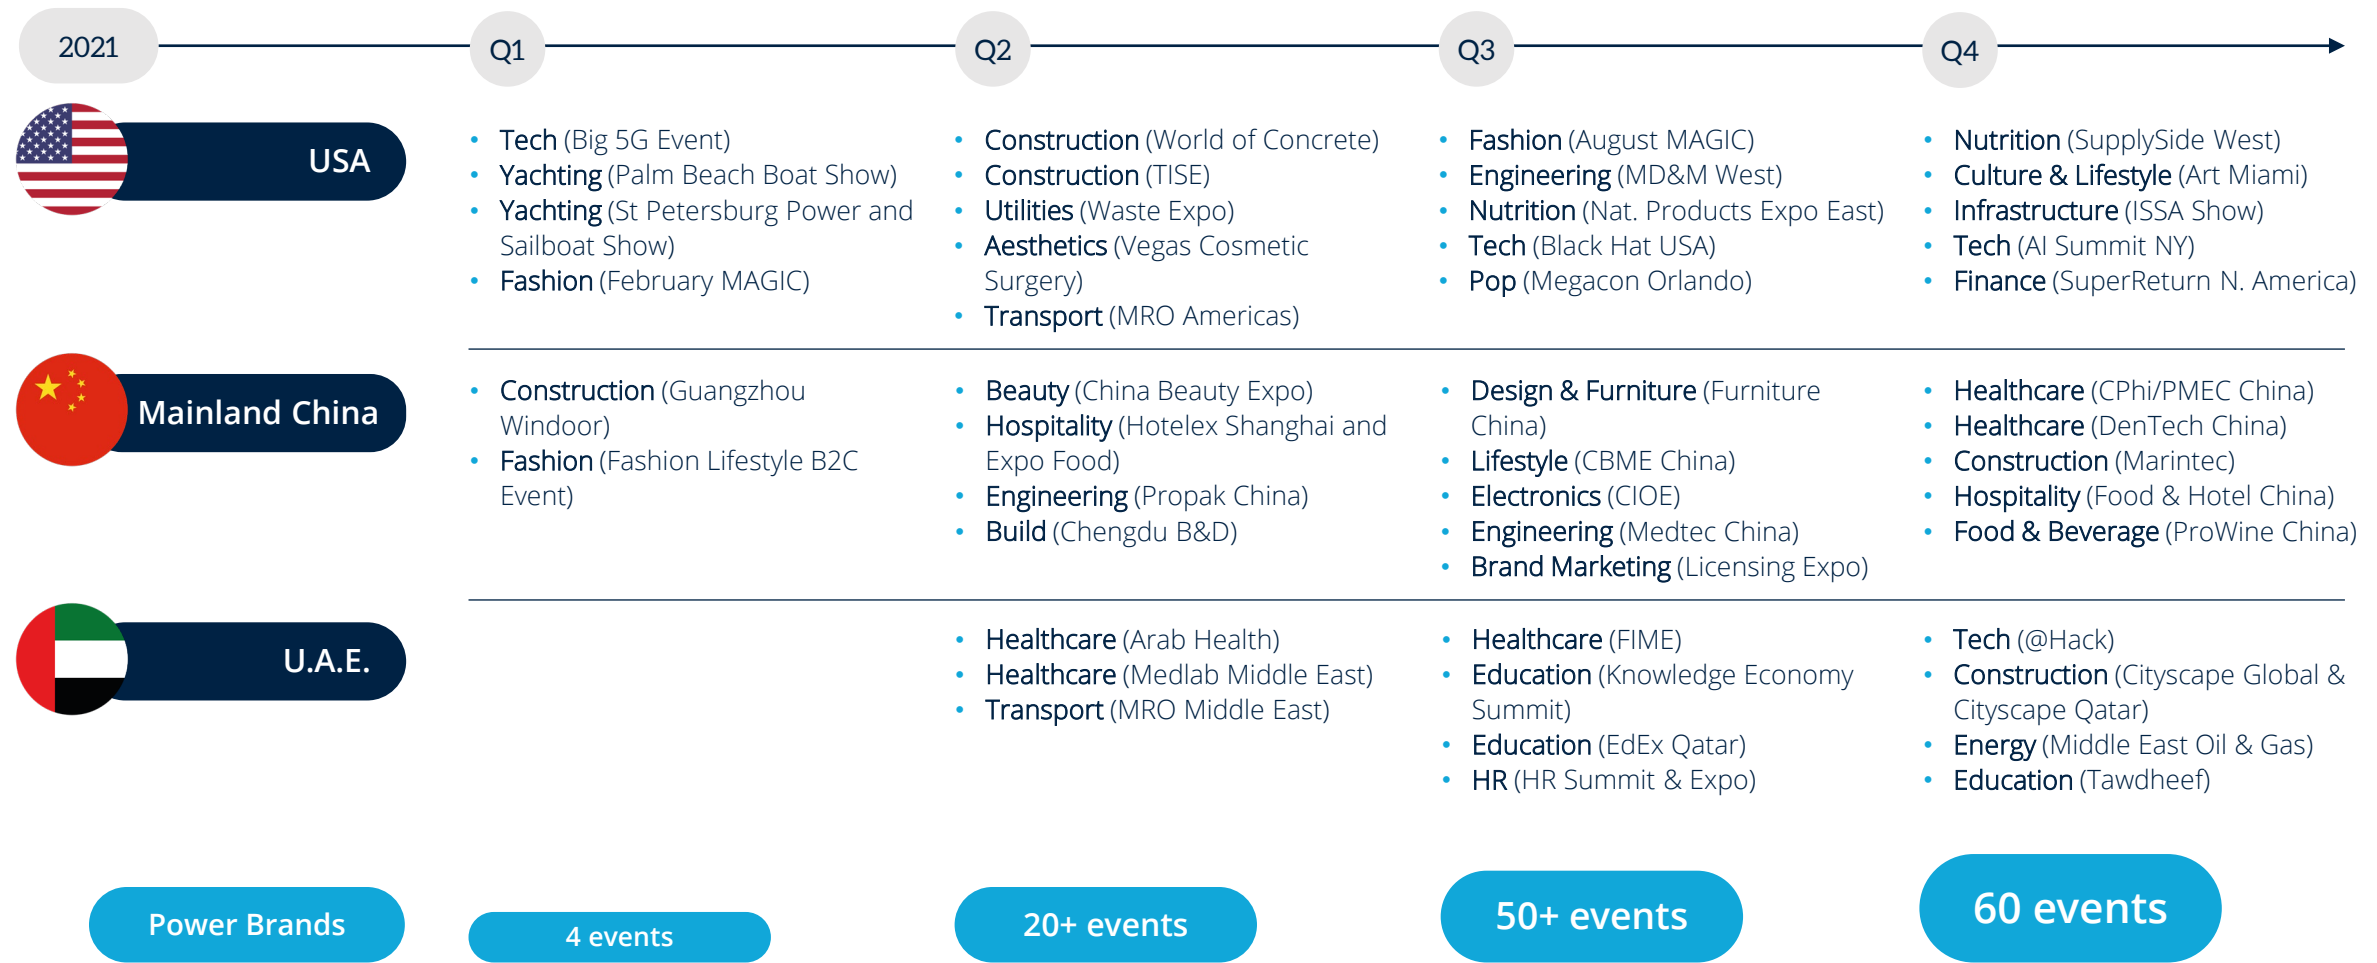 2021
Q1
Q2
Q3
Q4
USA
• Tech (Big 5G Event)
• Yachting (Palm Beach Boat Show)
• Yachting (St Petersburg Power and
Sailboat Show)
• Fashion (February MAGIC)
• Construction (World of Concrete)
• Construction (TISE)
• Utilities (Waste Expo)
• Aesthetics (Vegas Cosmetic
Surgery)
• Transport (MRO Americas)
• Fashion (August MAGIC)
• Engineering (MD&M West)
• Nutrition (Nat. Products Expo East)
• Tech (Black Hat USA)
• Pop (Megacon Orlando)
• Nutrition (SupplySide West)
• Culture & Lifestyle (Art Miami)
• Infrastructure (ISSA Show)
• Tech (AI Summit NY)
• Finance (SuperReturn N. America)
Mainland China
• Construction (Guangzhou
Windoor)
• Fashion (Fashion Lifestyle B2C
Event)
• Beauty (China Beauty Expo)
• Hospitality (Hotelex Shanghai and
Expo Food)
• Engineering (Propak China)
• Build (Chengdu B&D)
• Design & Furniture (Furniture
China)
• Lifestyle (CBME China)
• Electronics (CIOE)
• Engineering (Medtec China)
• Brand Marketing (Licensing Expo)
• Healthcare (CPhi/PMEC China)
• Healthcare (DenTech China)
• Construction (Marintec)
• Hospitality (Food & Hotel China)
• Food & Beverage (ProWine China)
U.A.E.
• Healthcare (Arab Health)
• Healthcare (Medlab Middle East)
• Transport (MRO Middle East)
• Healthcare (FIME)
• Education (Knowledge Economy
Summit)
• Education (EdEx Qatar)
• HR (HR Summit & Expo)
• Tech (@Hack)
• Construction (Cityscape Global &
Cityscape Qatar)
• Energy (Middle East Oil & Gas)
• Education (Tawdheef)
Power Brands
4 events
20+ events
50+ events
60 events